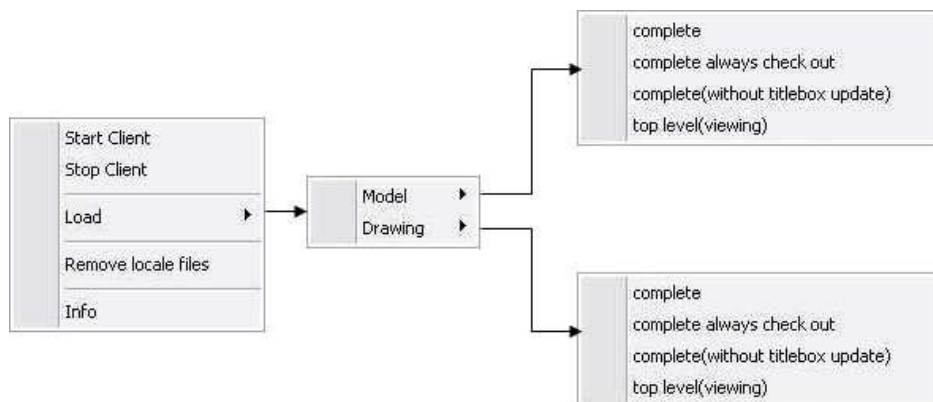 Start Client
Stop Client
Load
Remove locale files
Info
Model
Drawing
complete
complete always check out
complete(without titlebox update)
top level(viewing)
complete
complete always check out
complete(without titlebox update)
top level(viewing)